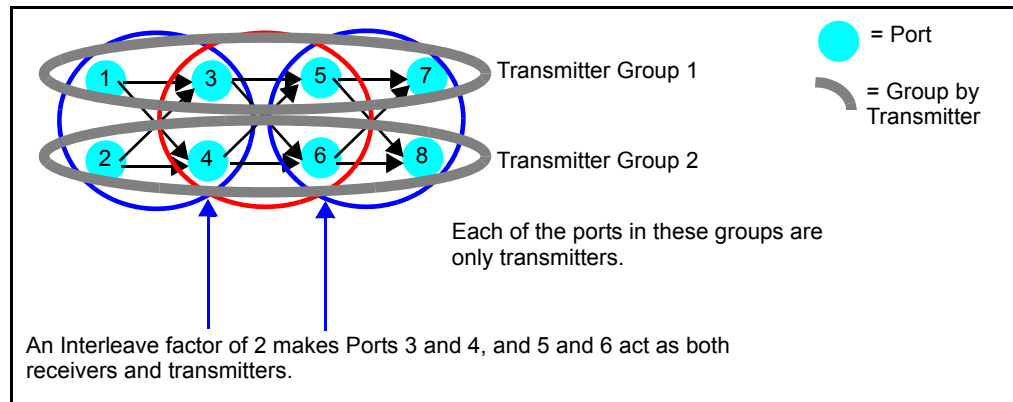 = Port
1
3
5
7
Transmitter Group 1
= Group by
Transmitter
2
4
6
8
Transmitter Group 2
Each of the ports in these groups are
only transmitters.
An Interleave factor of 2 makes Ports 3 and 4, and 5 and 6 act as both
receivers and transmitters.